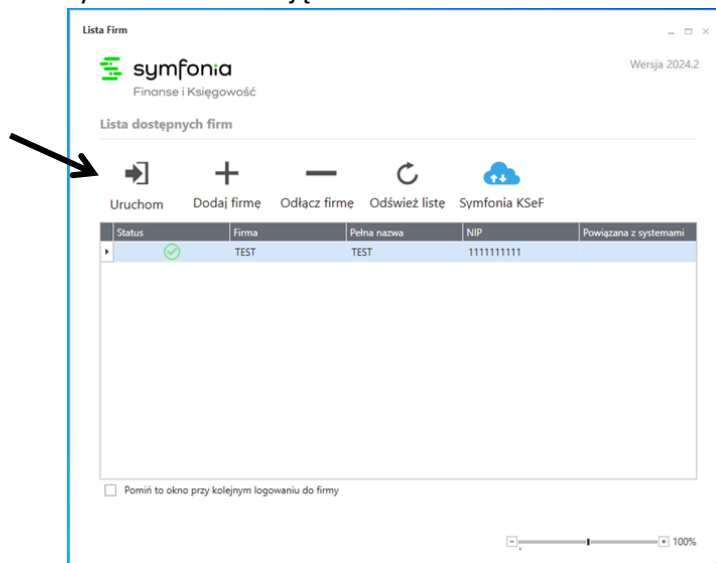 Lista Firm
symfonia
Wersja 2024.2
Finanse i Księgowość
Lista dostępnych firm
Uruchom Dodaj firmę Odłącz firmę Odśwież listę Symfonia KSeF
Status Firma Pełna nazwa NIP Powiązana z systemami
TEST TEST 1111111111
Pomiń to okno przy kolejnym logowaniu do firmy
100%